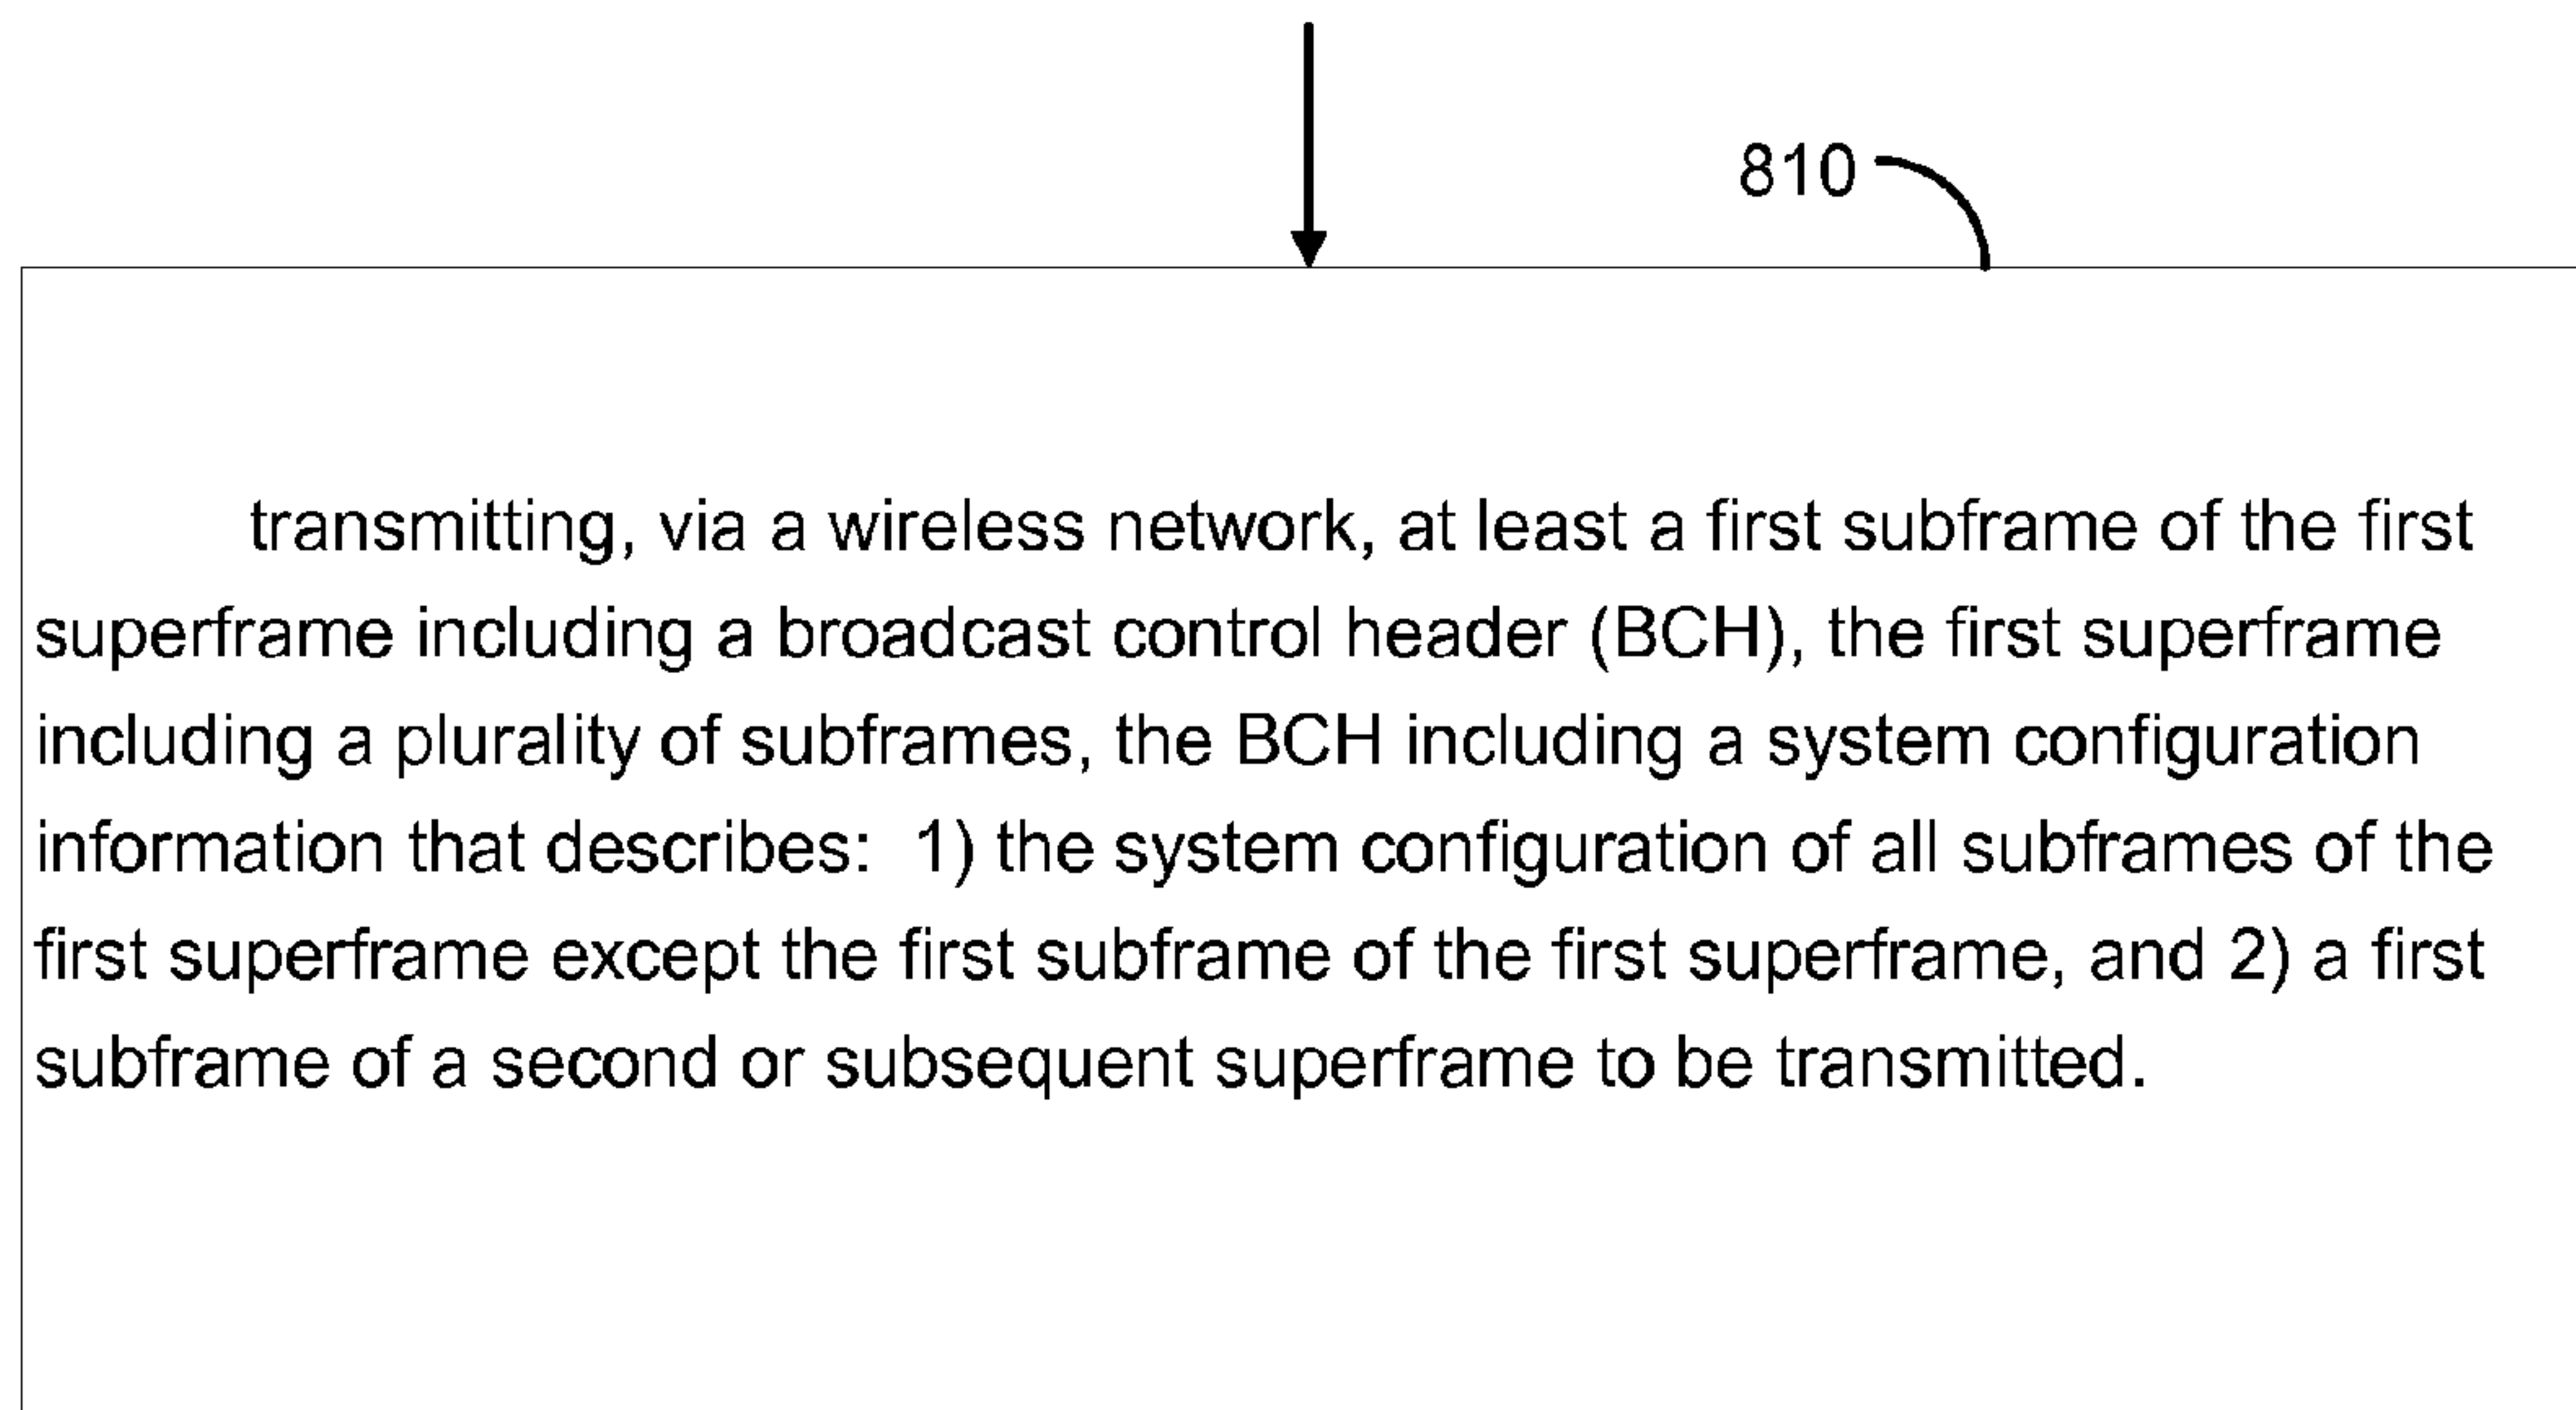 810
transmitting, via a wireless network, at least a first subframe of the first
superframe including a broadcast control header (BCH), the first superframe
including a plurality of subframes, the BCH including a system configuration
information that describes:  1) the system configuration of all subframes of the
first superframe except the first subframe of the first superframe, and 2) a first
subframe of a second or subsequent superframe to be transmitted.